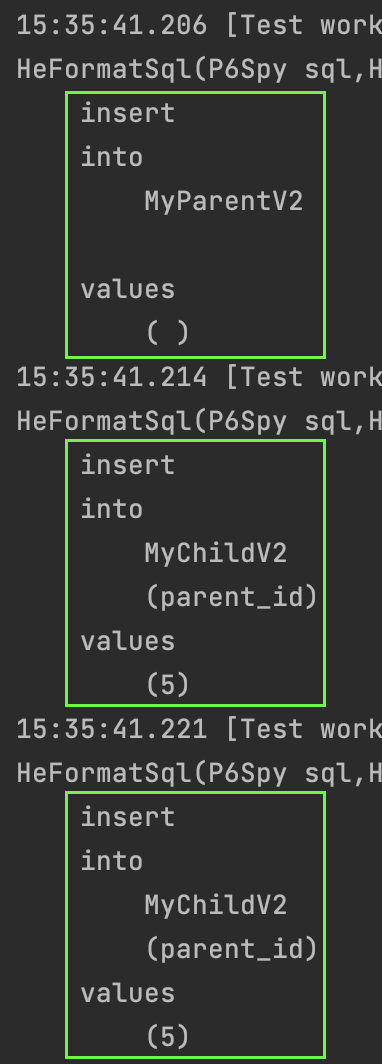 15:35:41.206 [Test work
HeFormatSql(P6Spy sql,H
insert
into
MyParentV2
values
( )
15:35:41.214 [Test work
HeFormatSql(P6Spy sql,H
insert
into
MyChildV2
(parent_id)
values
(5)
15:35:41.221 [Test work
HeFormatSql(P6Spy sql,H
insert
into
MyChildV2
(parent_id)
values
(5)